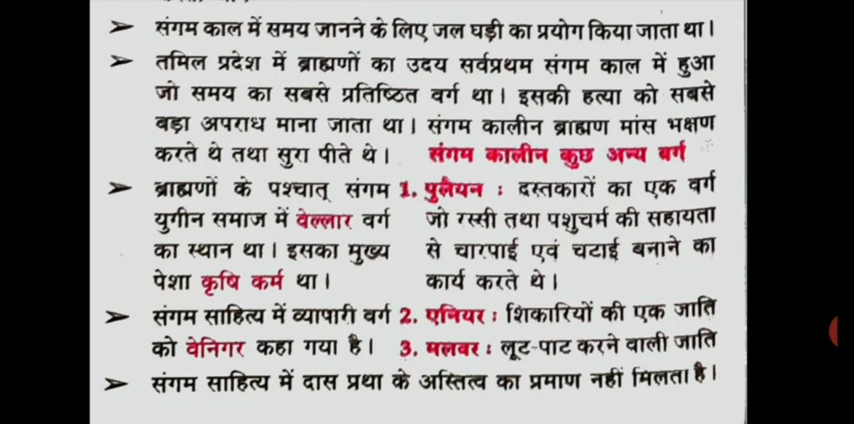 ➢ संगम काल में समय जानने के लिए जल घड़ी का प्रयोग किया जाता था।
➢ तमिल प्रदेश में ब्राह्मणों का उदय सर्वप्रथम संगम काल में हुआ
जो समय का सबसे प्रतिष्ठित वर्ग था। इसकी हत्या को सबसे
बड़ा अपराध माना जाता था। संगम कालीन ब्राह्मण मांस भक्षण
करते थे तथा सुरा पीते थे।
➢ ब्राह्मणों के पश्चात् संगम
युगीन समाज में वेल्लार वर्ग
का स्थान था। इसका मुख्य
पेशा कृषि कर्म था।
➢ संगम साहित्य में व्यापारी वर्ग
को वेनिगर कहा गया है।
संगम कालीन कुछ अन्य वर्ग
1. पुलैयन : दस्तकारों का एक वर्ग
जो रस्सी तथा पशुचर्म की सहायता
से चारपाई एवं चटाई बनाने का
कार्य करते थे।
2. एनियर : शिकारियों की एक जाति
3. मलवर : लूट-पाट करने वाली जाति
➢ संगम साहित्य में दास प्रथा के अस्तित्व का प्रमाण नहीं मिलता है।